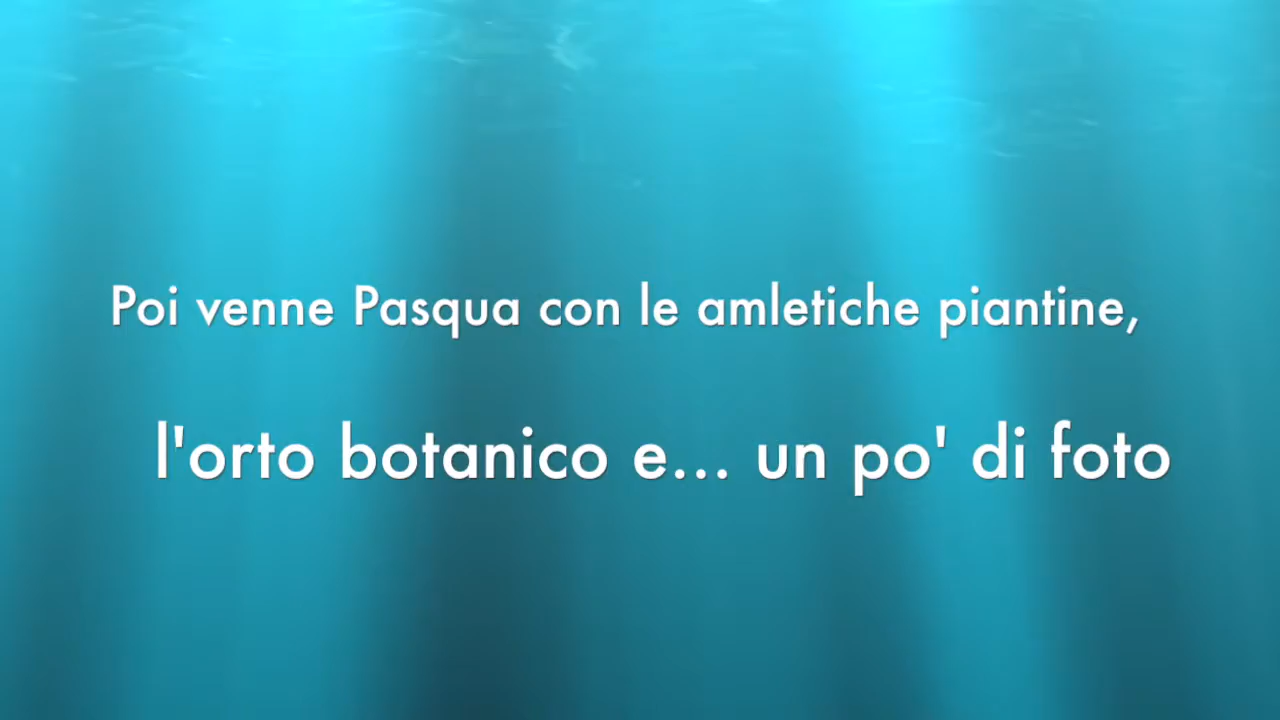 Poi venne Pasqua con le amletiche piantine,
l'orto botanico e... un po' di foto